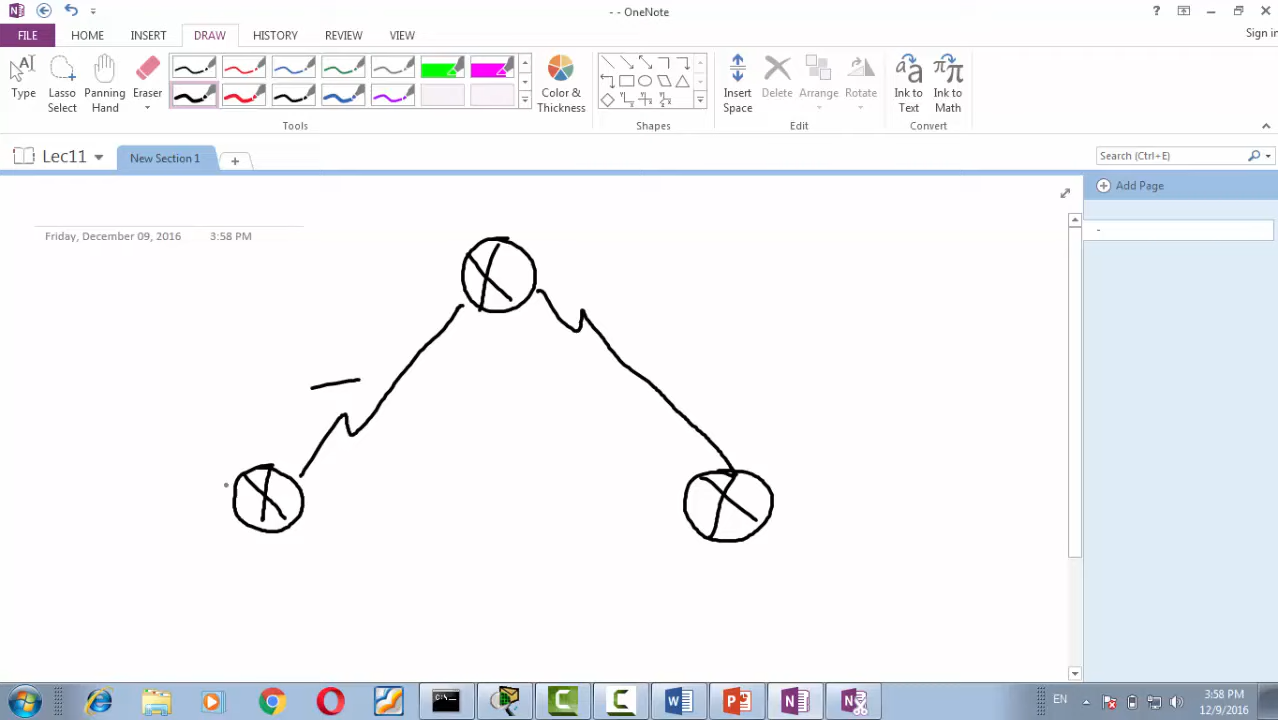 - - OneNote
?
FILE
HOME
INSERT
DRAW
HISTORY
REVIEW
VIEW
Sign in
Type
Lasso
Select
Panning
Hand
Eraser
Color &
Thickness
Insert
Space
Delete
Arrange
Rotate
Ink to
Text
Ink to
Math
Tools
Shapes
Edit
Convert
Lec11
New Section 1
Search (Ctrl+E)
Add Page
-
Friday, December 09, 2016
3:58 PM
EN
3:58 PM
12/9/2016